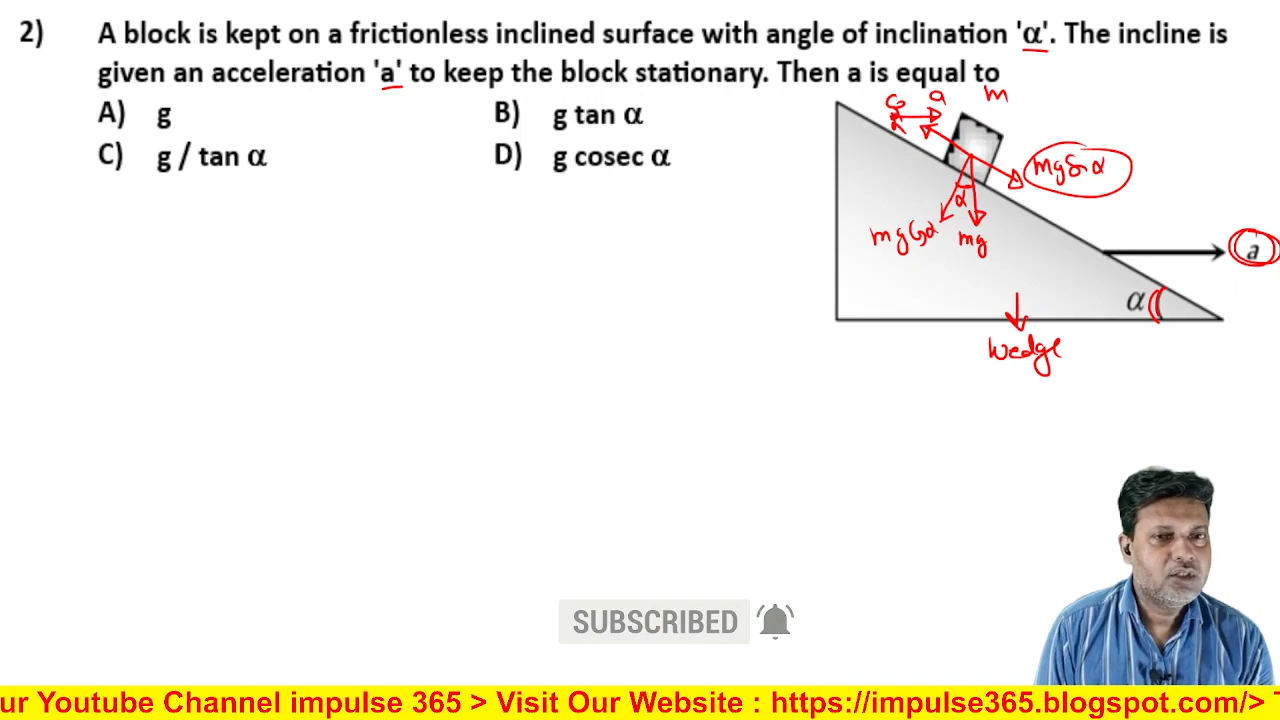 2) A block is kept on a frictionless inclined surface with angle of inclination 'α'. The incline is
given an acceleration 'a' to keep the block stationary. Then a is equal to
A) g B) g tan α
C) g / tan α D) g cosec α
a m
mg Sin α
α
mg Cos α mg
a
α
wedge
SUBSCRIBED
ur Youtube Channel impulse 365 > Visit Our Website : https://impulse365.blogspot.com/> T